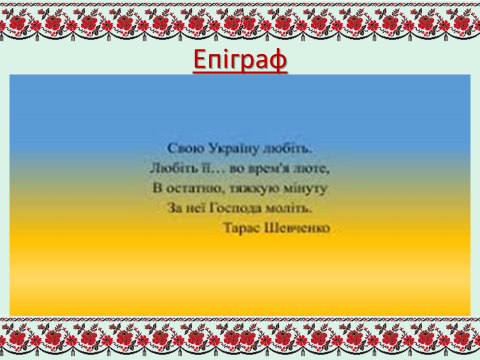 Епіграф
Свою Україну любіть.
Любіть її... во врем'я люте,
В остатню, тяжкую мінуту
За неї Господа моліть.
Тарас Шевченко